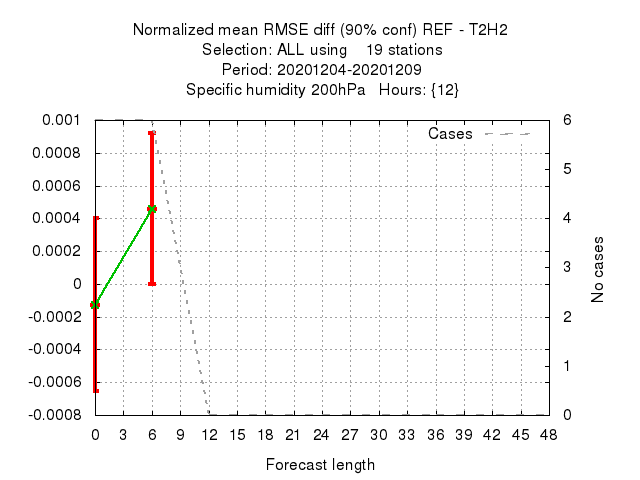 Normalized mean RMSE diff (90% conf) REF - T2H2
Selection: ALL using 19 stations
Period: 20201204-20201209
Specific humidity 200hPa Hours: {12}
Cases
0.001
0.0008
0.0006
0.0004
0.0002
0
-0.0002
-0.0004
-0.0006
-0.0008
6
5
4
3
2
1
0
No cases
0 3 6 9 12 15 18 21 24 27 30 33 36 39 42 45 48
Forecast length